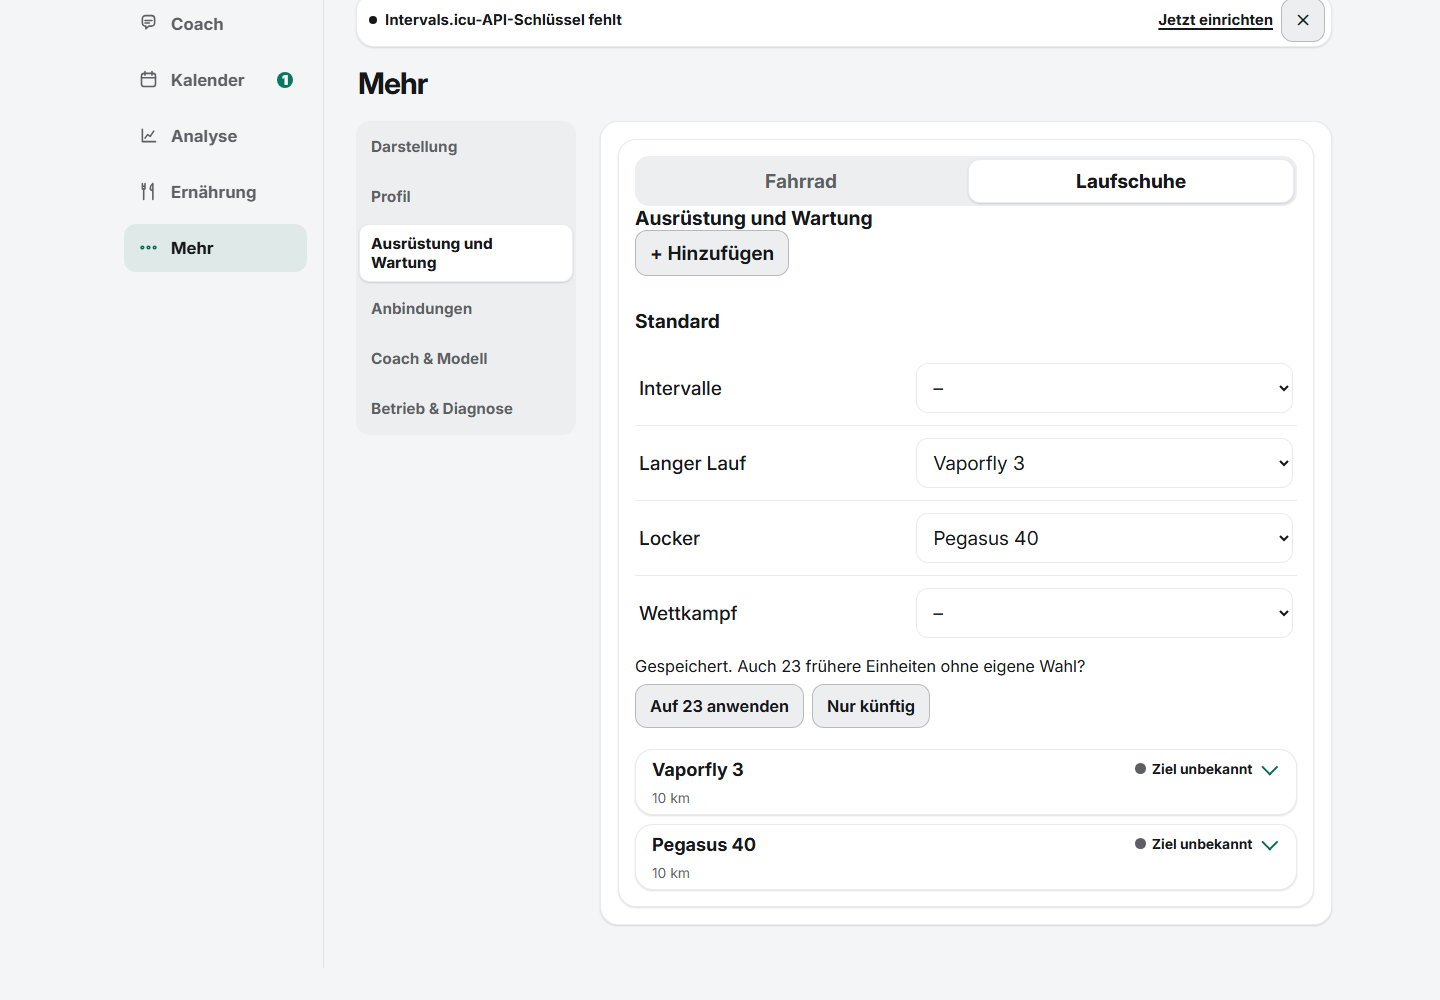 Coach
Kalender 1
Analyse
Ernährung
Mehr
Intervals.icu-API-Schlüssel fehlt
Jetzt einrichten
Mehr
Darstellung
Profil
Ausrüstung und
Wartung
Anbindungen
Coach & Modell
Betrieb & Diagnose
Fahrrad
Laufschuhe
Ausrüstung und Wartung
+ Hinzufügen
Standard
Intervalle
–
Langer Lauf
Vaporfly 3
Locker
Pegasus 40
Wettkampf
–
Gespeichert. Auch 23 frühere Einheiten ohne eigene Wahl?
Auf 23 anwenden
Nur künftig
Vaporfly 3
Ziel unbekannt
10 km
Pegasus 40
Ziel unbekannt
10 km